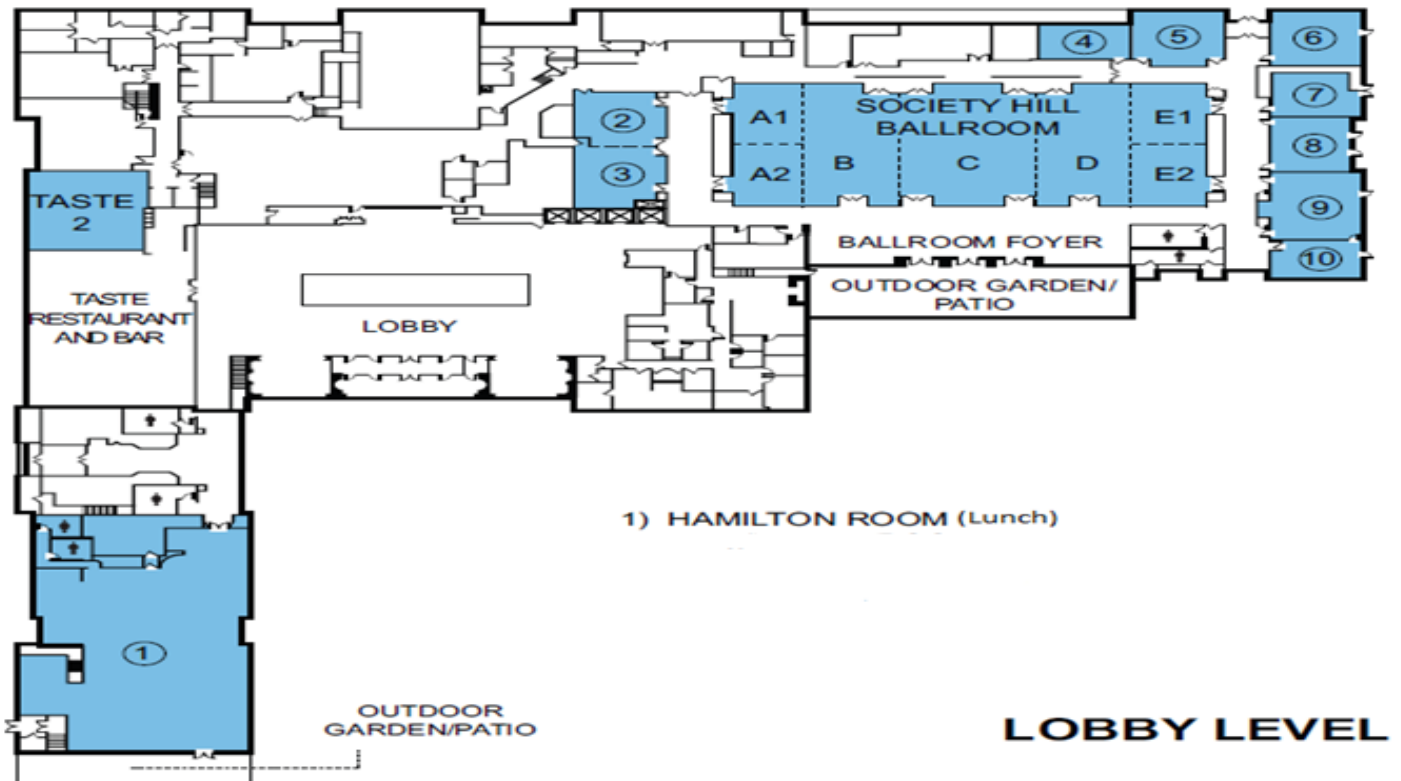 4
5
6
7
8
9
10
2
3
A1
A2
SOCIETY HILL
BALLROOM
B
C
D
E1
E2
TASTE
2
BALLROOM FOYER
OUTDOOR GARDEN/
PATIO
TASTE
RESTAURANT
AND BAR
LOBBY
1) HAMILTON ROOM (Lunch)
1
OUTDOOR
GARDEN/PATIO
LOBBY LEVEL